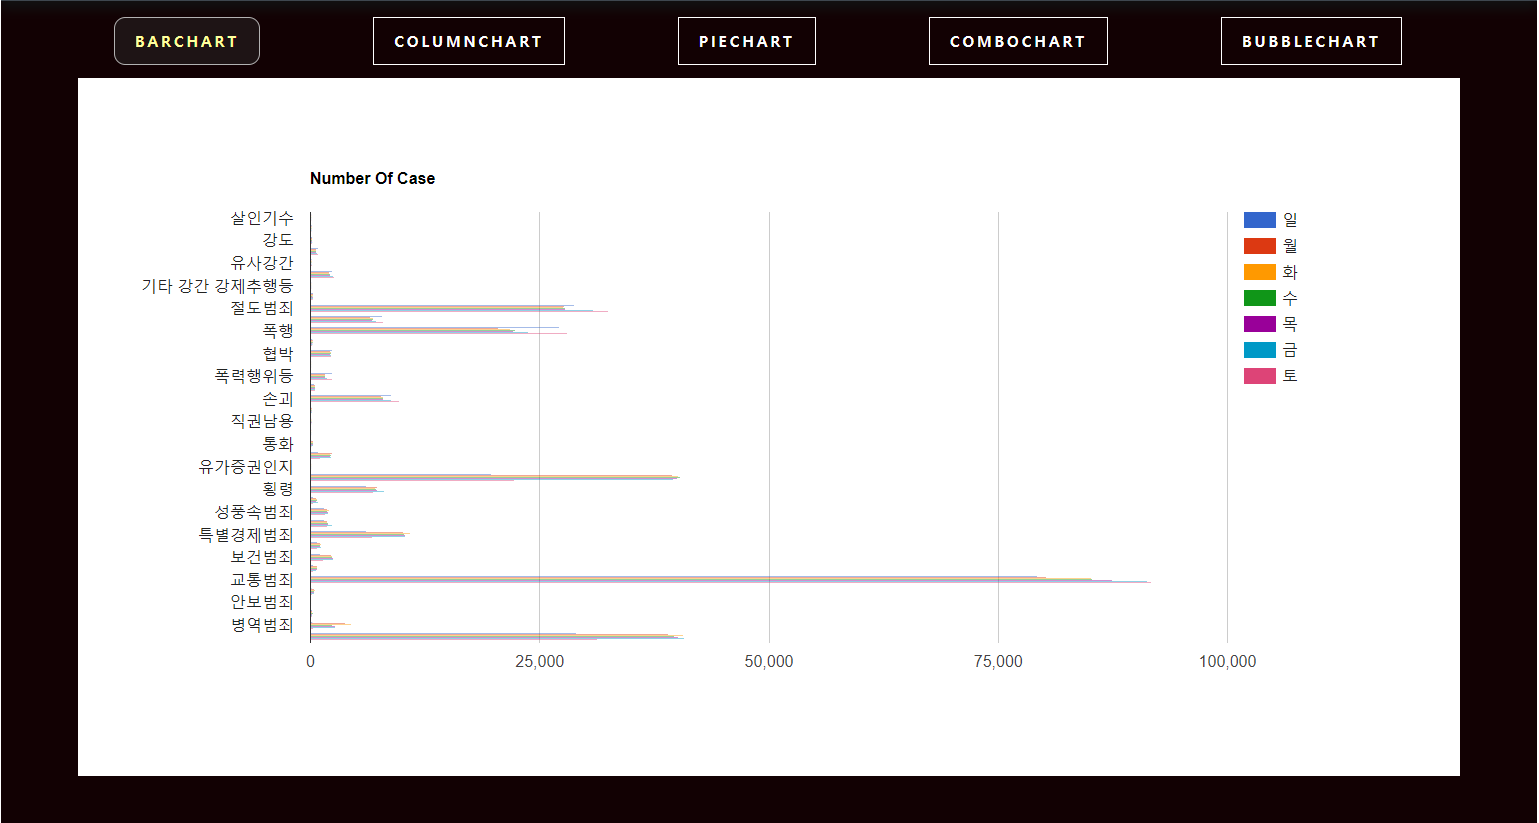 BARCHART
COLUMNCHART
PIECHART
COMBOCHART
BUBBLECHART
Number Of Case
살인기수
강도
유사강간
기타 강간 강제추행등
절도범죄
폭행
협박
폭력행위등
손괴
직권남용
통화
유가증권인지
횡령
성풍속범죄
특별경제범죄
보건범죄
교통범죄
안보범죄
병역범죄
0
25,000
50,000
75,000
100,000
일
월
화
수
목
금
토